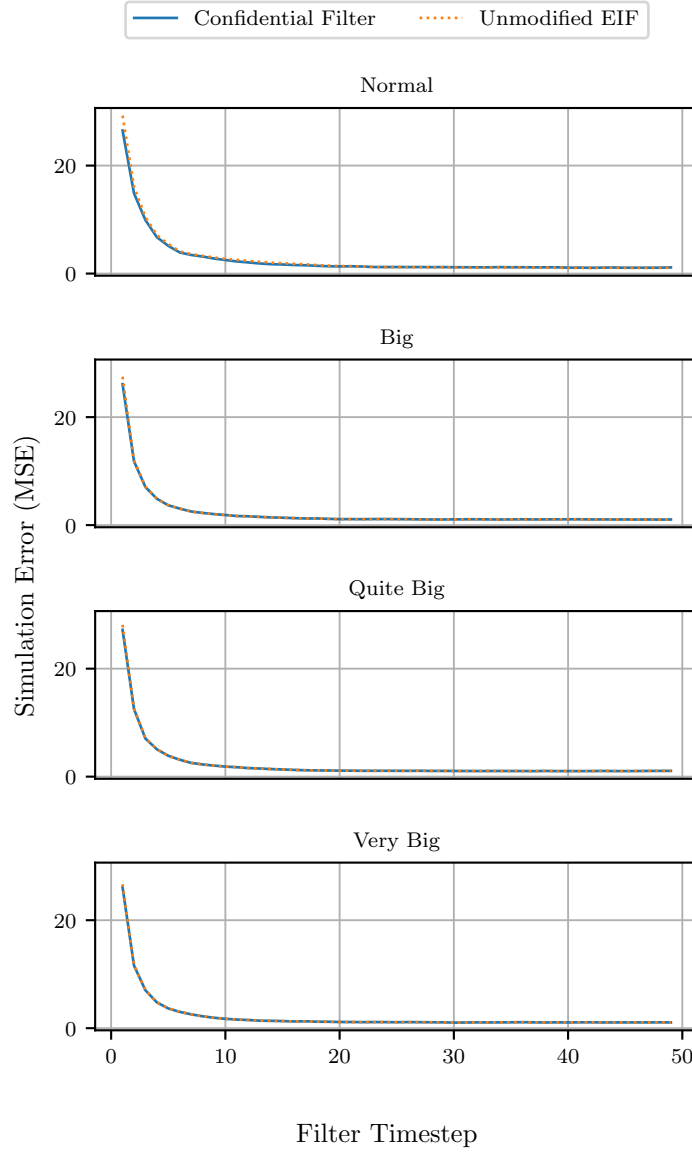 Confidential Filter Unmodified EIF
Normal
20
0
Big
20
0
Simulation Error (MSE)
Quite Big
20
0
Very Big
20
0
0 10 20 30 40 50
Filter Timestep